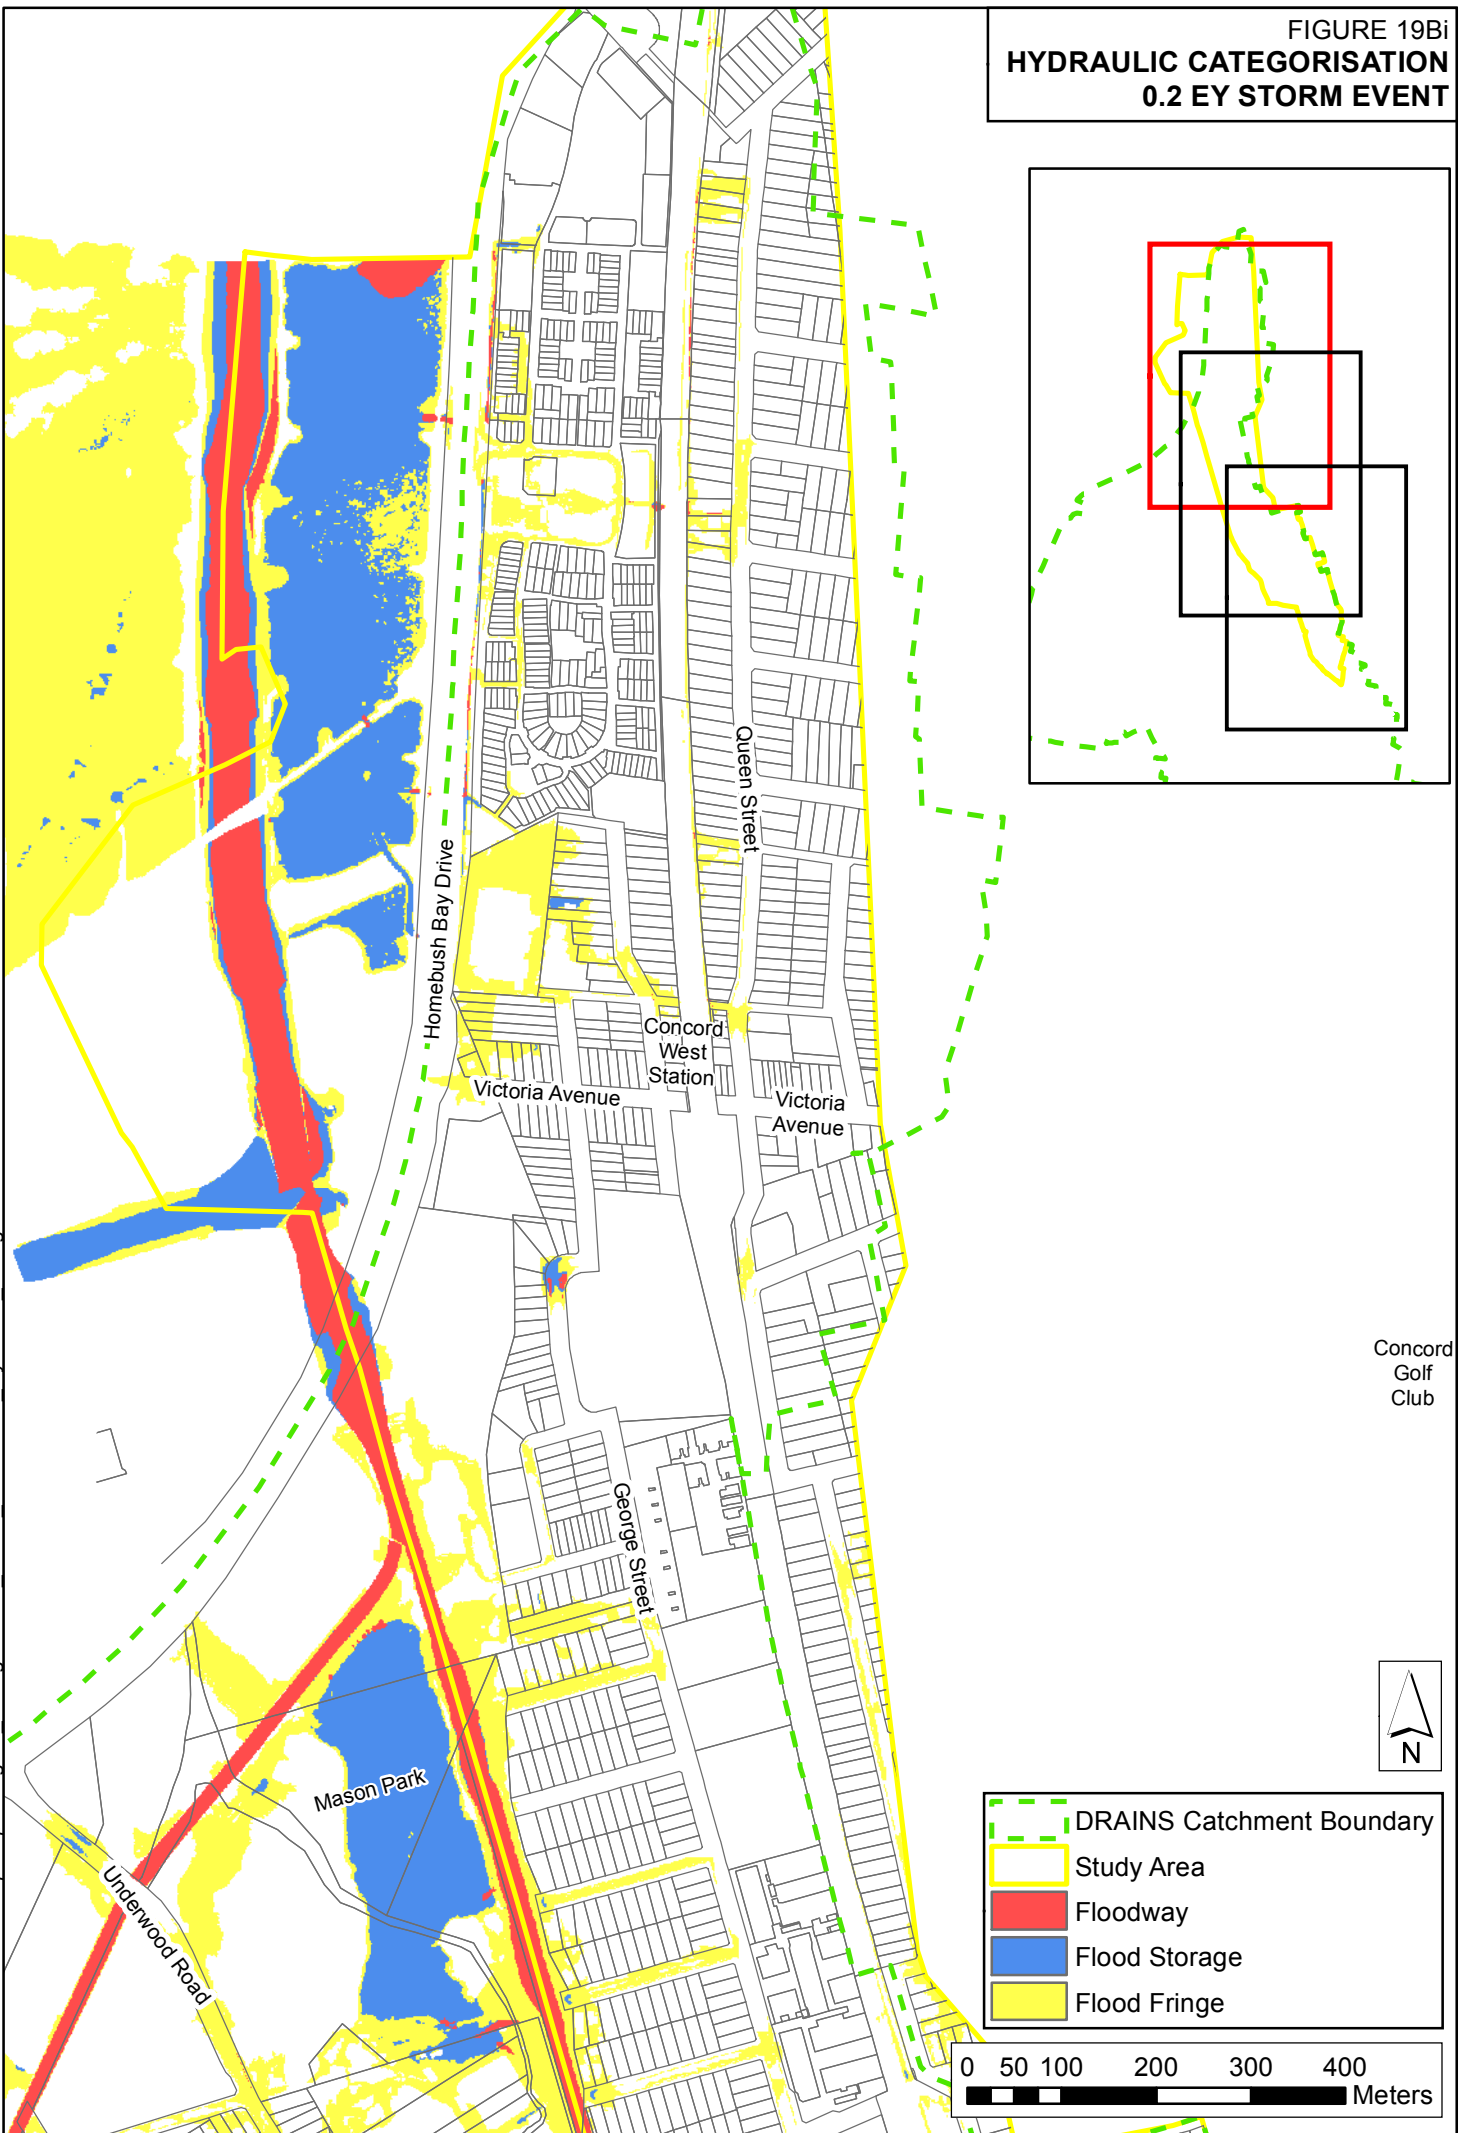 FIGURE 19Bi
HYDRAULIC CATEGORISATION
0.2 EY STORM EVENT
Queen Street
Homebush Bay Drive
Concord
West
Station
Victoria Avenue
Victoria
Avenue
Concord
Golf
Club
George Street
Mason Park
Underwood Road
N
DRAINS Catchment Boundary
Study Area
Floodway
Flood Storage
Flood Fringe
0 50 100 200 300 400
Meters